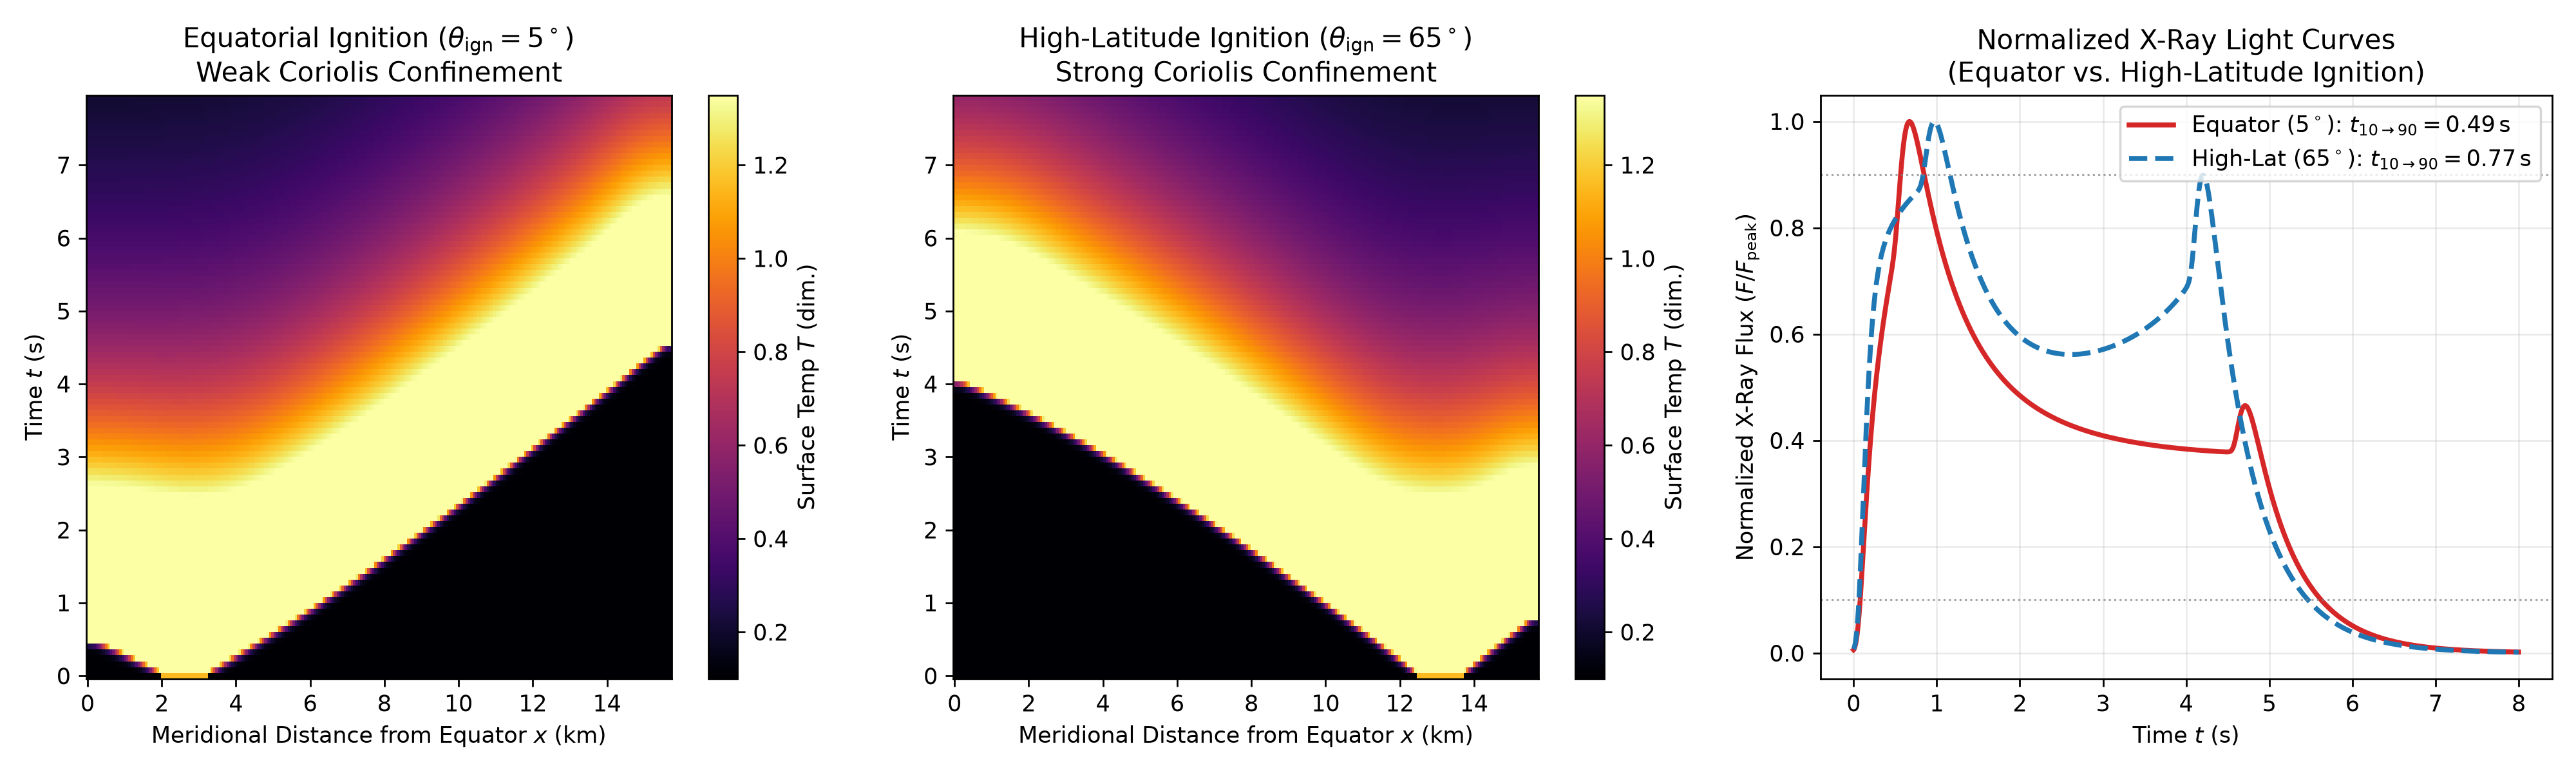 Equatorial Ignition (θ_ign = 5°)
Weak Coriolis Confinement
Time t (s)
7
6
5
4
3
2
1
0
0 2 4 6 8 10 12 14
Meridional Distance from Equator x (km)
1.2
1.0
0.8
0.6
0.4
0.2
Surface Temp T (dim.)
High-Latitude Ignition (θ_ign = 65°)
Strong Coriolis Confinement
Time t (s)
7
6
5
4
3
2
1
0
0 2 4 6 8 10 12 14
Meridional Distance from Equator x (km)
1.2
1.0
0.8
0.6
0.4
0.2
Surface Temp T (dim.)
Normalized X-Ray Light Curves
(Equator vs. High-Latitude Ignition)
Normalized X-Ray Flux (F/F_peak)
1.0
0.8
0.6
0.4
0.2
0.0
Equator (5°): t_10→90 = 0.49 s
High-Lat (65°): t_10→90 = 0.77 s
0 1 2 3 4 5 6 7 8
Time t (s)